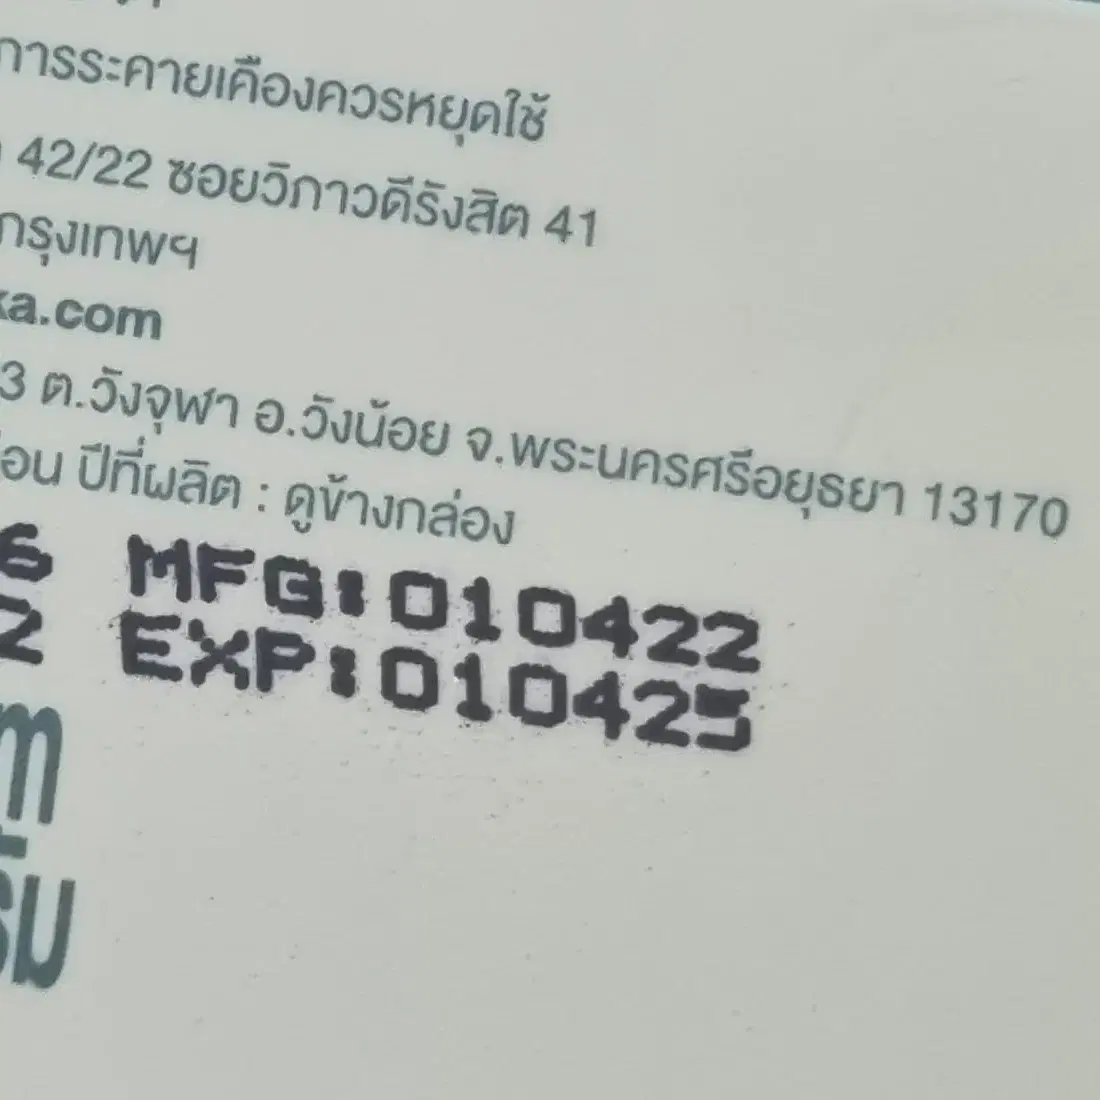 การระคายเคืองควรหยุดใช้
42/22 ซอยวิภาวดีรังสิต 41
กรุงเทพฯ
ka.com
3 ต.วังจุฬา อ.วังน้อย จ.พระนครศรีอยุธยา 13170
ปีที่ผลิต : ดูข้างกล่อง
6 MFG:010422
2 EXP:010425